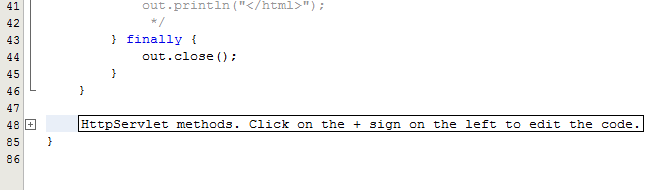 41 out.println("</html>");
42 */
43 } finally {
44 out.close();
45 }
46 }
47
48 + HttpServlet methods. Click on the + sign on the left to edit the code.
85 }
86